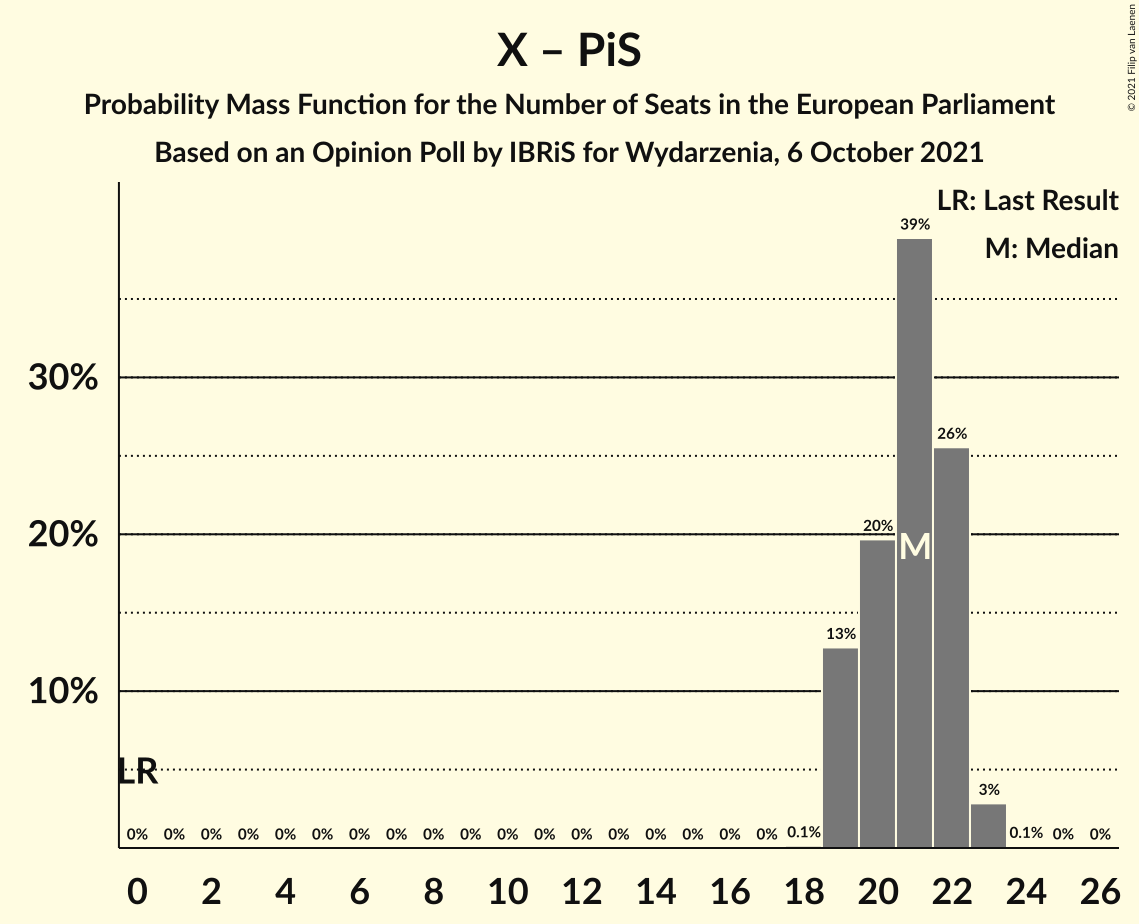 X – PiS
Probability Mass Function for the Number of Seats in the European Parliament
Based on an Opinion Poll by IBRiS for Wydarzenia, 6 October 2021
© 2021 Filip van Laenen
LR: Last Result
M: Median
39%
30%
26%
20%
20%
M
13%
10%
LR
3%
0% 0% 0% 0% 0% 0% 0% 0% 0% 0% 0% 0% 0% 0% 0% 0% 0% 0% 0.1% 0.1% 0% 0%
0 2 4 6 8 10 12 14 16 18 20 22 24 26